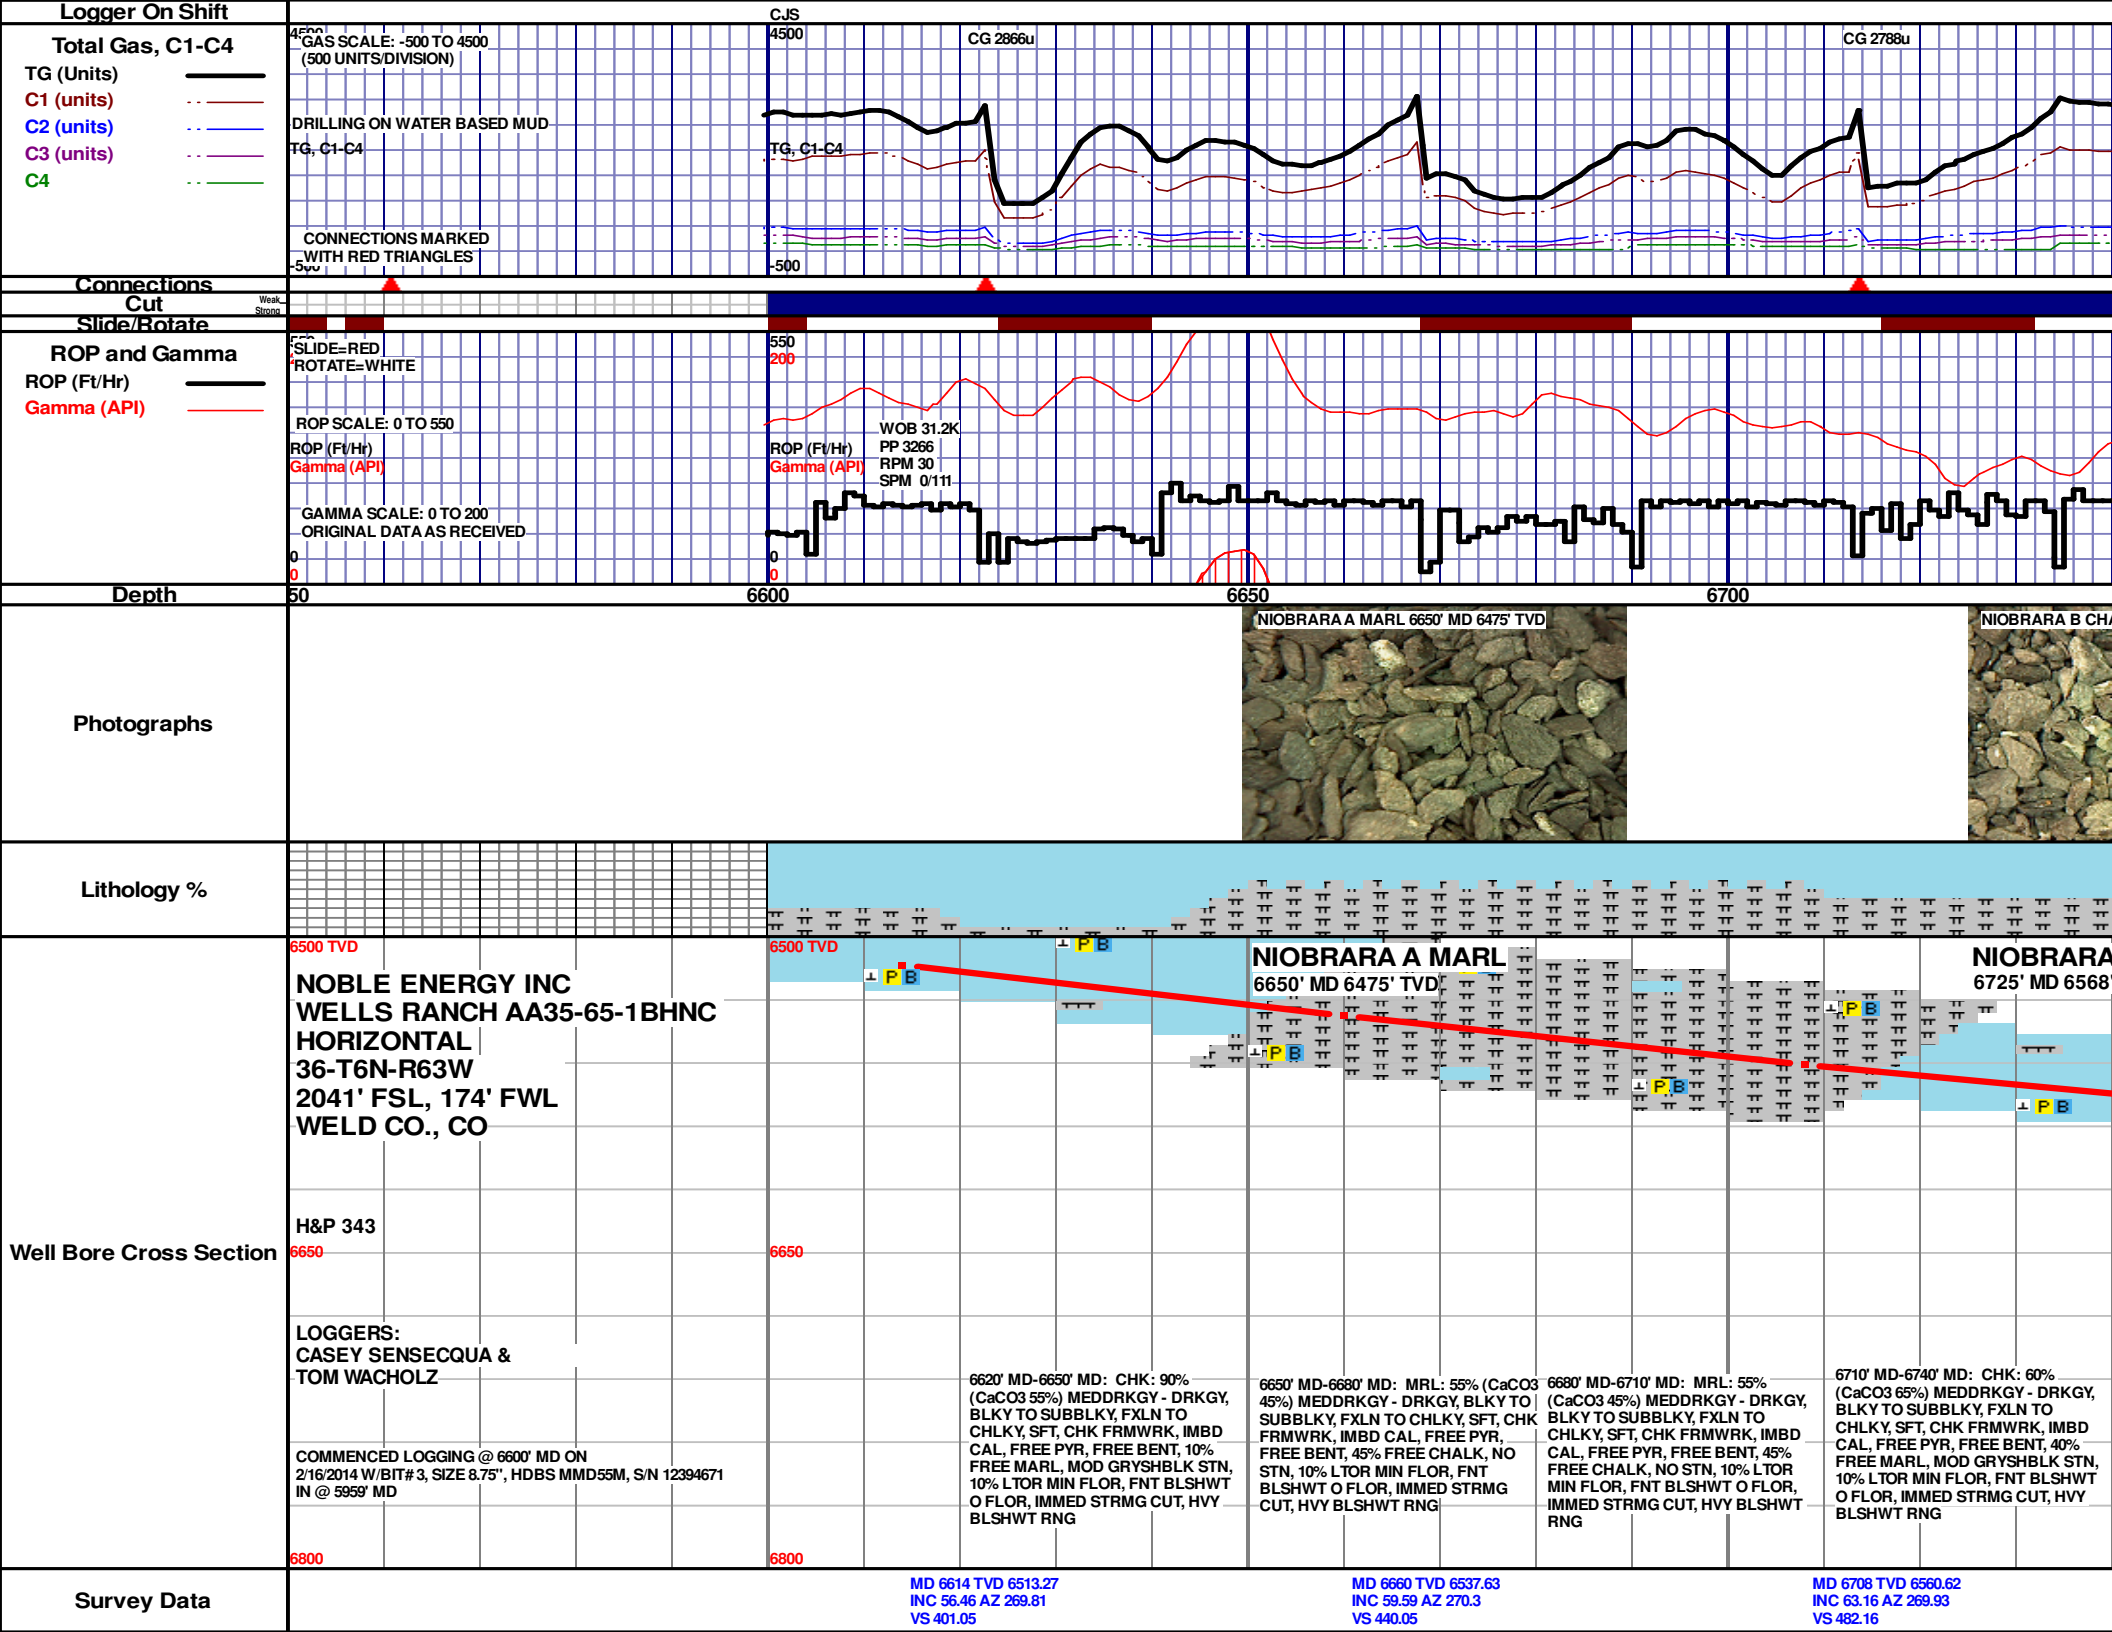 Logger On Shift
CJS
Total Gas, C1-C4
TG (Units)
C1 (units)
C2 (units)
C3 (units)
C4
4500
GAS SCALE: -500 TO 4500
(500 UNITS/DIVISION)
DRILLING ON WATER BASED MUD
TG, C1-C4
CONNECTIONS MARKED
WITH RED TRIANGLES
-500
4500
CG 2866u
CG 2788u
TG, C1-C4
-500
Connections
Cut
Weak
Strong
Slide/Rotate
ROP and Gamma
ROP (Ft/Hr)
Gamma (API)
550
SLIDE=RED
ROTATE=WHITE
ROP SCALE: 0 TO 550
ROP (Ft/Hr)
Gamma (API)
GAMMA SCALE: 0 TO 200
ORIGINAL DATA AS RECEIVED
0
0
550
200
WOB 31.2K
PP 3266
RPM 30
SPM 0/111
ROP (Ft/Hr)
Gamma (API)
0
0
Depth
50
6600
6650
6700
Photographs
NIOBRARA A MARL 6650' MD 6475' TVD
NIOBRARA B CHA
Lithology %
Well Bore Cross Section
6500 TVD
NOBLE ENERGY INC
WELLS RANCH AA35-65-1BHNC
HORIZONTAL
36-T6N-R63W
2041' FSL, 174' FWL
WELD CO., CO
H&P 343
6650
LOGGERS:
CASEY SENSECQUA &
TOM WACHOLZ
COMMENCED LOGGING @ 6600' MD ON
2/16/2014 W/BIT# 3, SIZE 8.75", HDBS MMD55M, S/N 12394671
IN @ 5959' MD
6800
6500 TVD
P B
P B
NIOBRARA A MARL
6650' MD 6475' TVD
P B
P B
P B
NIOBRARA
6725' MD 6568'
P B
6650
6620' MD-6650' MD: CHK: 90%
(CaCO3 55%) MEDDRKGY - DRKGY,
BLKY TO SUBBLKY, FXLN TO
CHLKY, SFT, CHK FRMWRK, IMBD
CAL, FREE PYR, FREE BENT, 10%
FREE MARL, MOD GRYSHBLK STN,
10% LTOR MIN FLOR, FNT BLSHWT
O FLOR, IMMED STRMG CUT, HVY
BLSHWT RNG
6650' MD-6680' MD: MRL: 55% (CaCO3
45%) MEDDRKGY - DRKGY, BLKY TO
SUBBLKY, FXLN TO CHLKY, SFT, CHK
FRMWRK, IMBD CAL, FREE PYR,
FREE BENT, 45% FREE CHALK, NO
STN, 10% LTOR MIN FLOR, FNT
BLSHWT O FLOR, IMMED STRMG
CUT, HVY BLSHWT RNG
6680' MD-6710' MD: MRL: 55%
(CaCO3 45%) MEDDRKGY - DRKGY,
BLKY TO SUBBLKY, FXLN TO
CHLKY, SFT, CHK FRMWRK, IMBD
CAL, FREE PYR, FREE BENT, 45%
FREE CHALK, NO STN, 10% LTOR
MIN FLOR, FNT BLSHWT O FLOR,
IMMED STRMG CUT, HVY BLSHWT
RNG
6710' MD-6740' MD: CHK: 60%
(CaCO3 65%) MEDDRKGY - DRKGY,
BLKY TO SUBBLKY, FXLN TO
CHLKY, SFT, CHK FRMWRK, IMBD
CAL, FREE PYR, FREE BENT, 40%
FREE MARL, MOD GRYSHBLK STN,
10% LTOR MIN FLOR, FNT BLSHWT
O FLOR, IMMED STRMG CUT, HVY
BLSHWT RNG
6800
Survey Data
MD 6614 TVD 6513.27
INC 56.46 AZ 269.81
VS 401.05
MD 6660 TVD 6537.63
INC 59.59 AZ 270.3
VS 440.05
MD 6708 TVD 6560.62
INC 63.16 AZ 269.93
VS 482.16